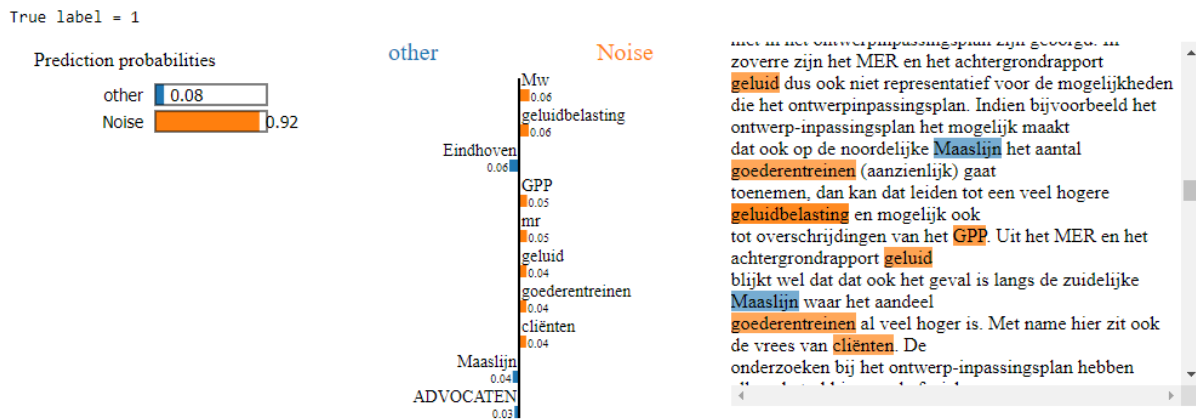 True label = 1
Prediction probabilities
other 0.08
Noise 0.92
other Noise
Mw
0.06
geluidbelasting
0.06
Eindhoven
0.06
GPP
0.05
mr
0.05
geluid
0.04
goederentreinen
0.04
cliënten
0.04
Maaslijn
0.04
ADVOCATEN
0.03
niet in het ontwerpinpassingsplan zijn geborgd. In
zoverre zijn het MER en het achtergrondrapport
geluid dus ook niet representatief voor de mogelijkheden
die het ontwerpinpassingsplan. Indien bijvoorbeeld het
ontwerp-inpassingsplan het mogelijk maakt
dat ook op de noordelijke Maaslijn het aantal
goederentreinen (aanzienlijk) gaat
toenemen, dan kan dat leiden tot een veel hogere
geluidbelasting en mogelijk ook
tot overschrijdingen van het GPP. Uit het MER en het
achtergrondrapport geluid
blijkt wel dat dat ook het geval is langs de zuidelijke
Maaslijn waar het aandeel
goederentreinen al veel hoger is. Met name hier zit ook
de vrees van cliënten. De
onderzoeken bij het ontwerp-inpassingsplan hebben